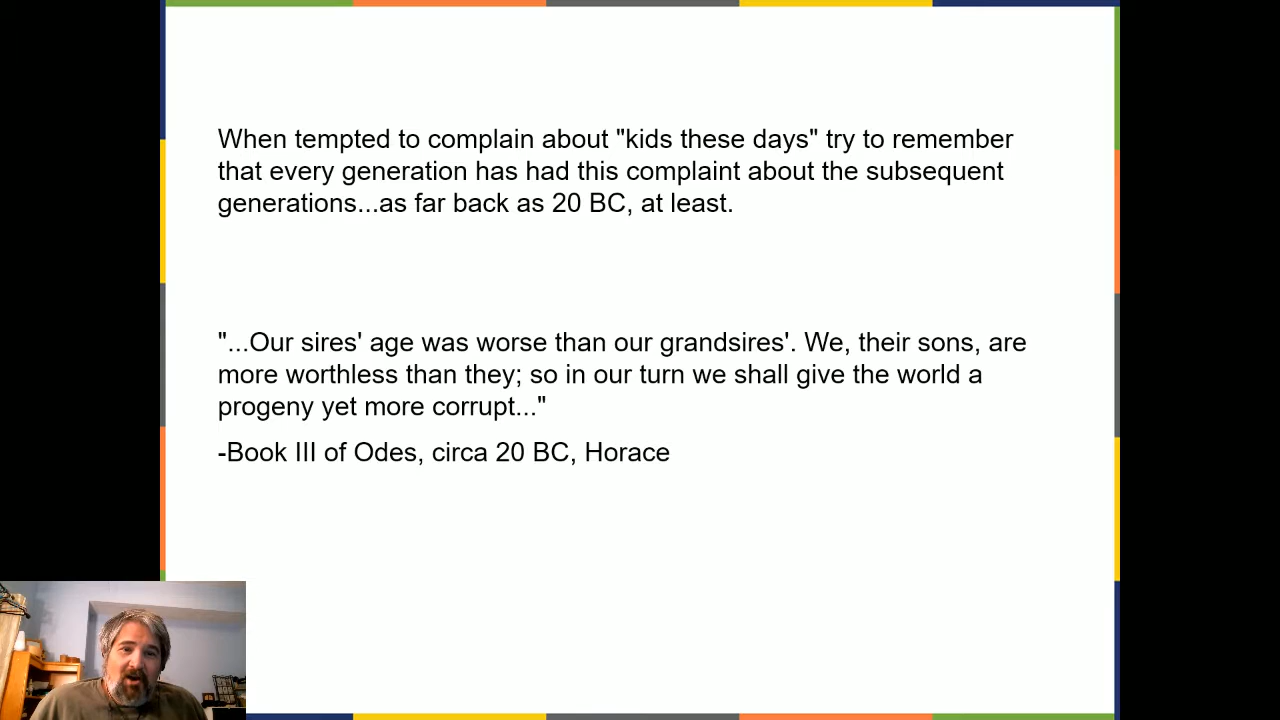 When tempted to complain about "kids these days" try to remember
that every generation has had this complaint about the subsequent
generations...as far back as 20 BC, at least.
"...Our sires' age was worse than our grandsires'. We, their sons, are
more worthless than they; so in our turn we shall give the world a
progeny yet more corrupt..."
-Book III of Odes, circa 20 BC, Horace